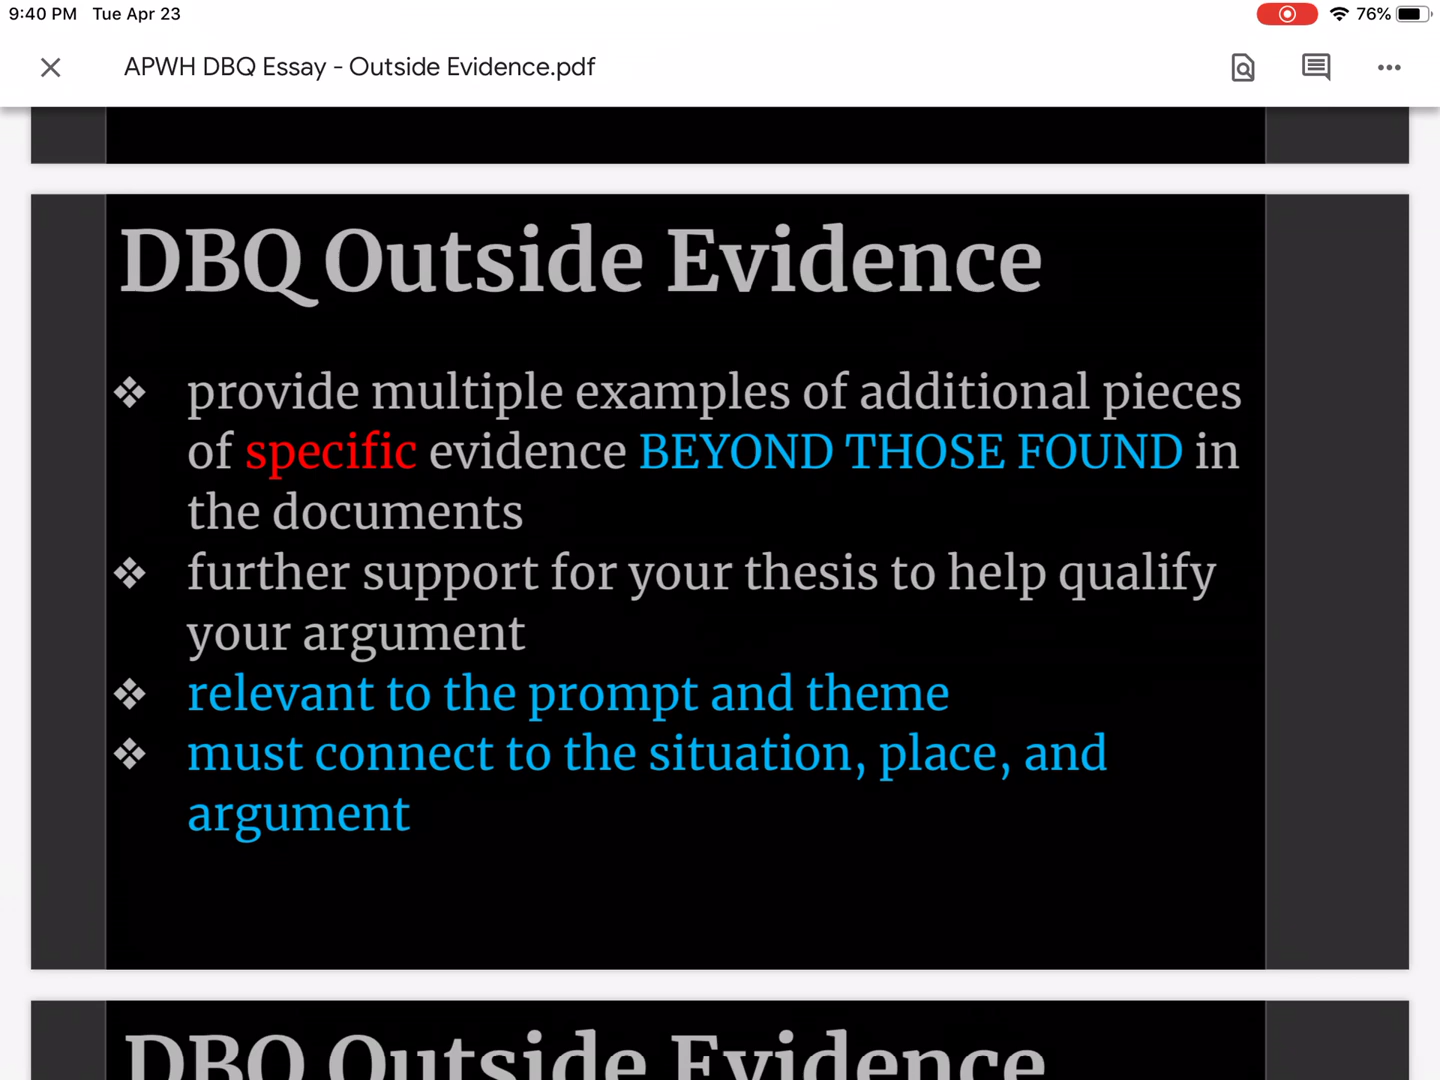 9:40 PM Tue Apr 23
76%
APWH DBQ Essay - Outside Evidence.pdf
DBQ Outside Evidence
❖ provide multiple examples of additional pieces
of specific evidence BEYOND THOSE FOUND in
the documents
❖ further support for your thesis to help qualify
your argument
❖ relevant to the prompt and theme
❖ must connect to the situation, place, and
argument
DBQ Outside Evidence